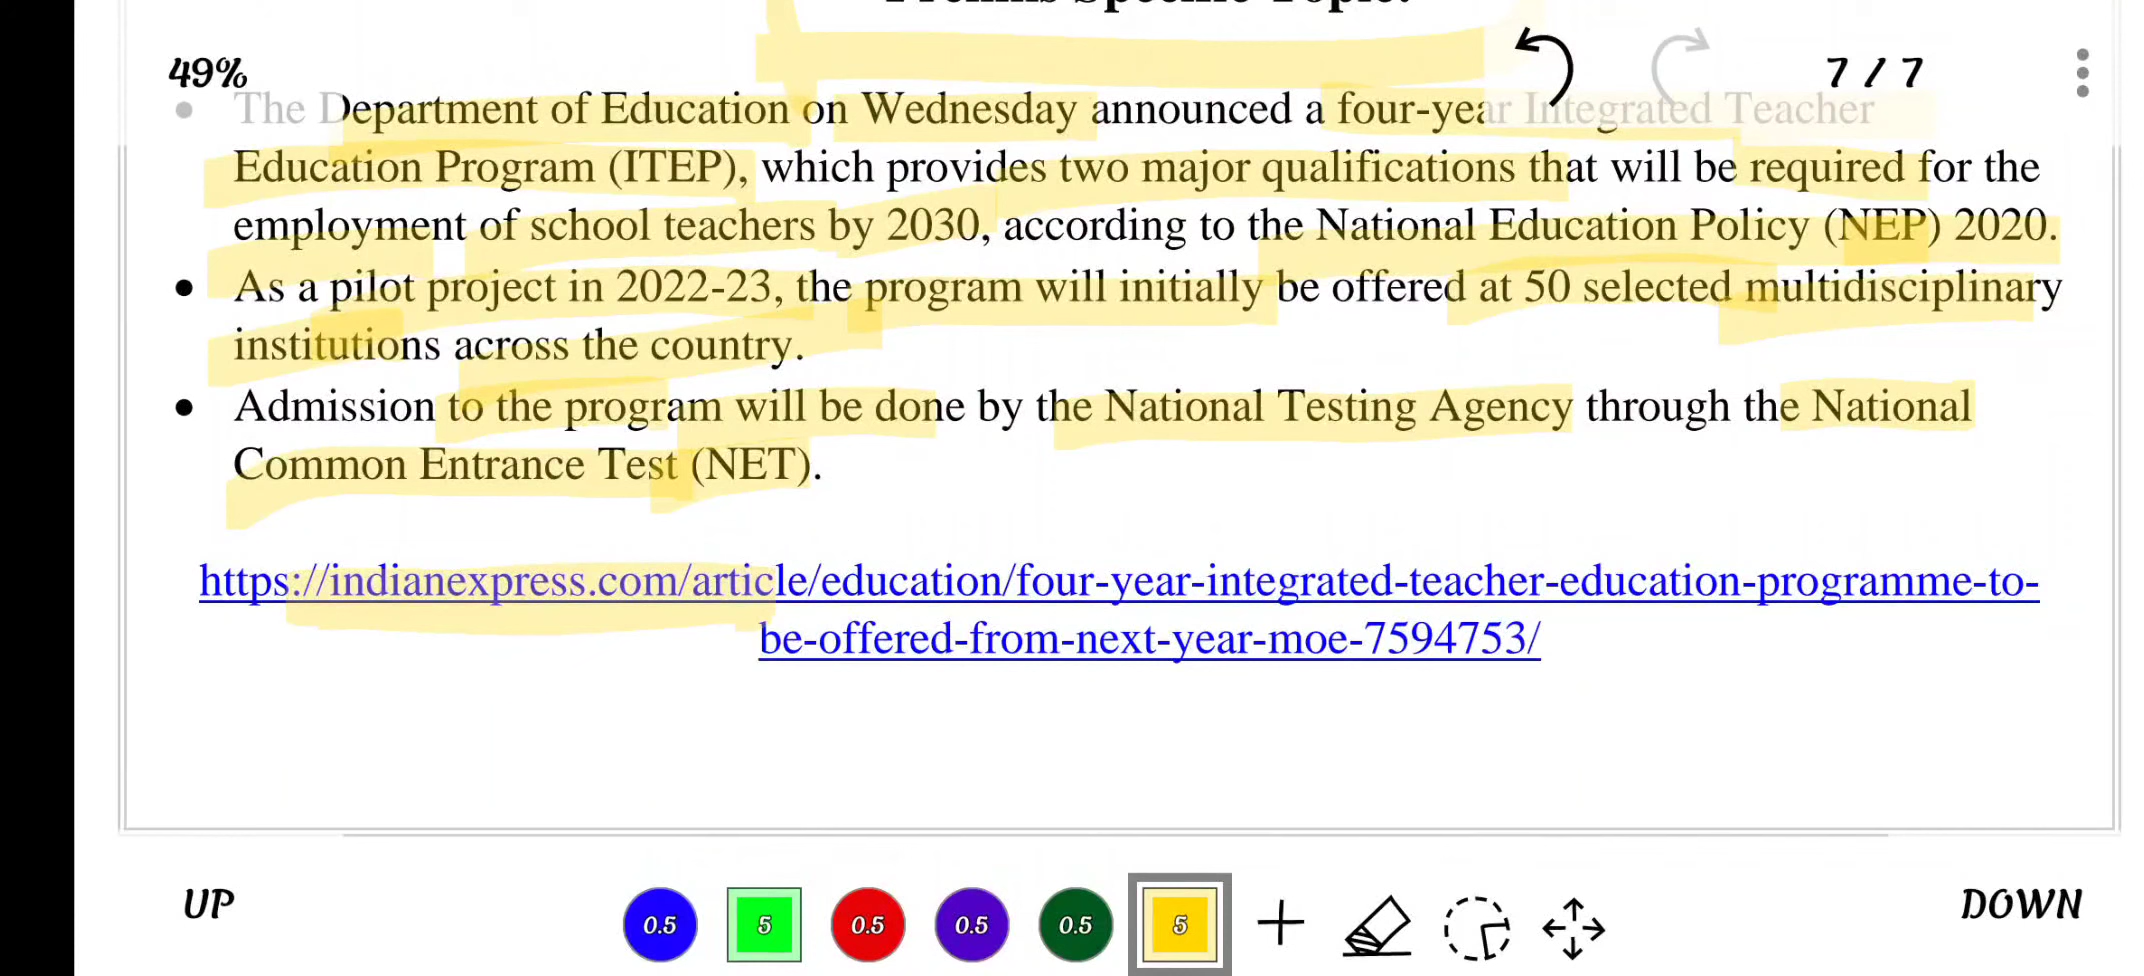 Prelims Specific Topic:
49%
7 / 7
• The Department of Education on Wednesday announced a four-year Integrated Teacher
Education Program (ITEP), which provides two major qualifications that will be required for the
employment of school teachers by 2030, according to the National Education Policy (NEP) 2020.
• As a pilot project in 2022-23, the program will initially be offered at 50 selected multidisciplinary
institutions across the country.
• Admission to the program will be done by the National Testing Agency through the National
Common Entrance Test (NET).
https://indianexpress.com/article/education/four-year-integrated-teacher-education-programme-to-
be-offered-from-next-year-moe-7594753/
UP
0.5 5 0.5 0.5 0.5 5
DOWN